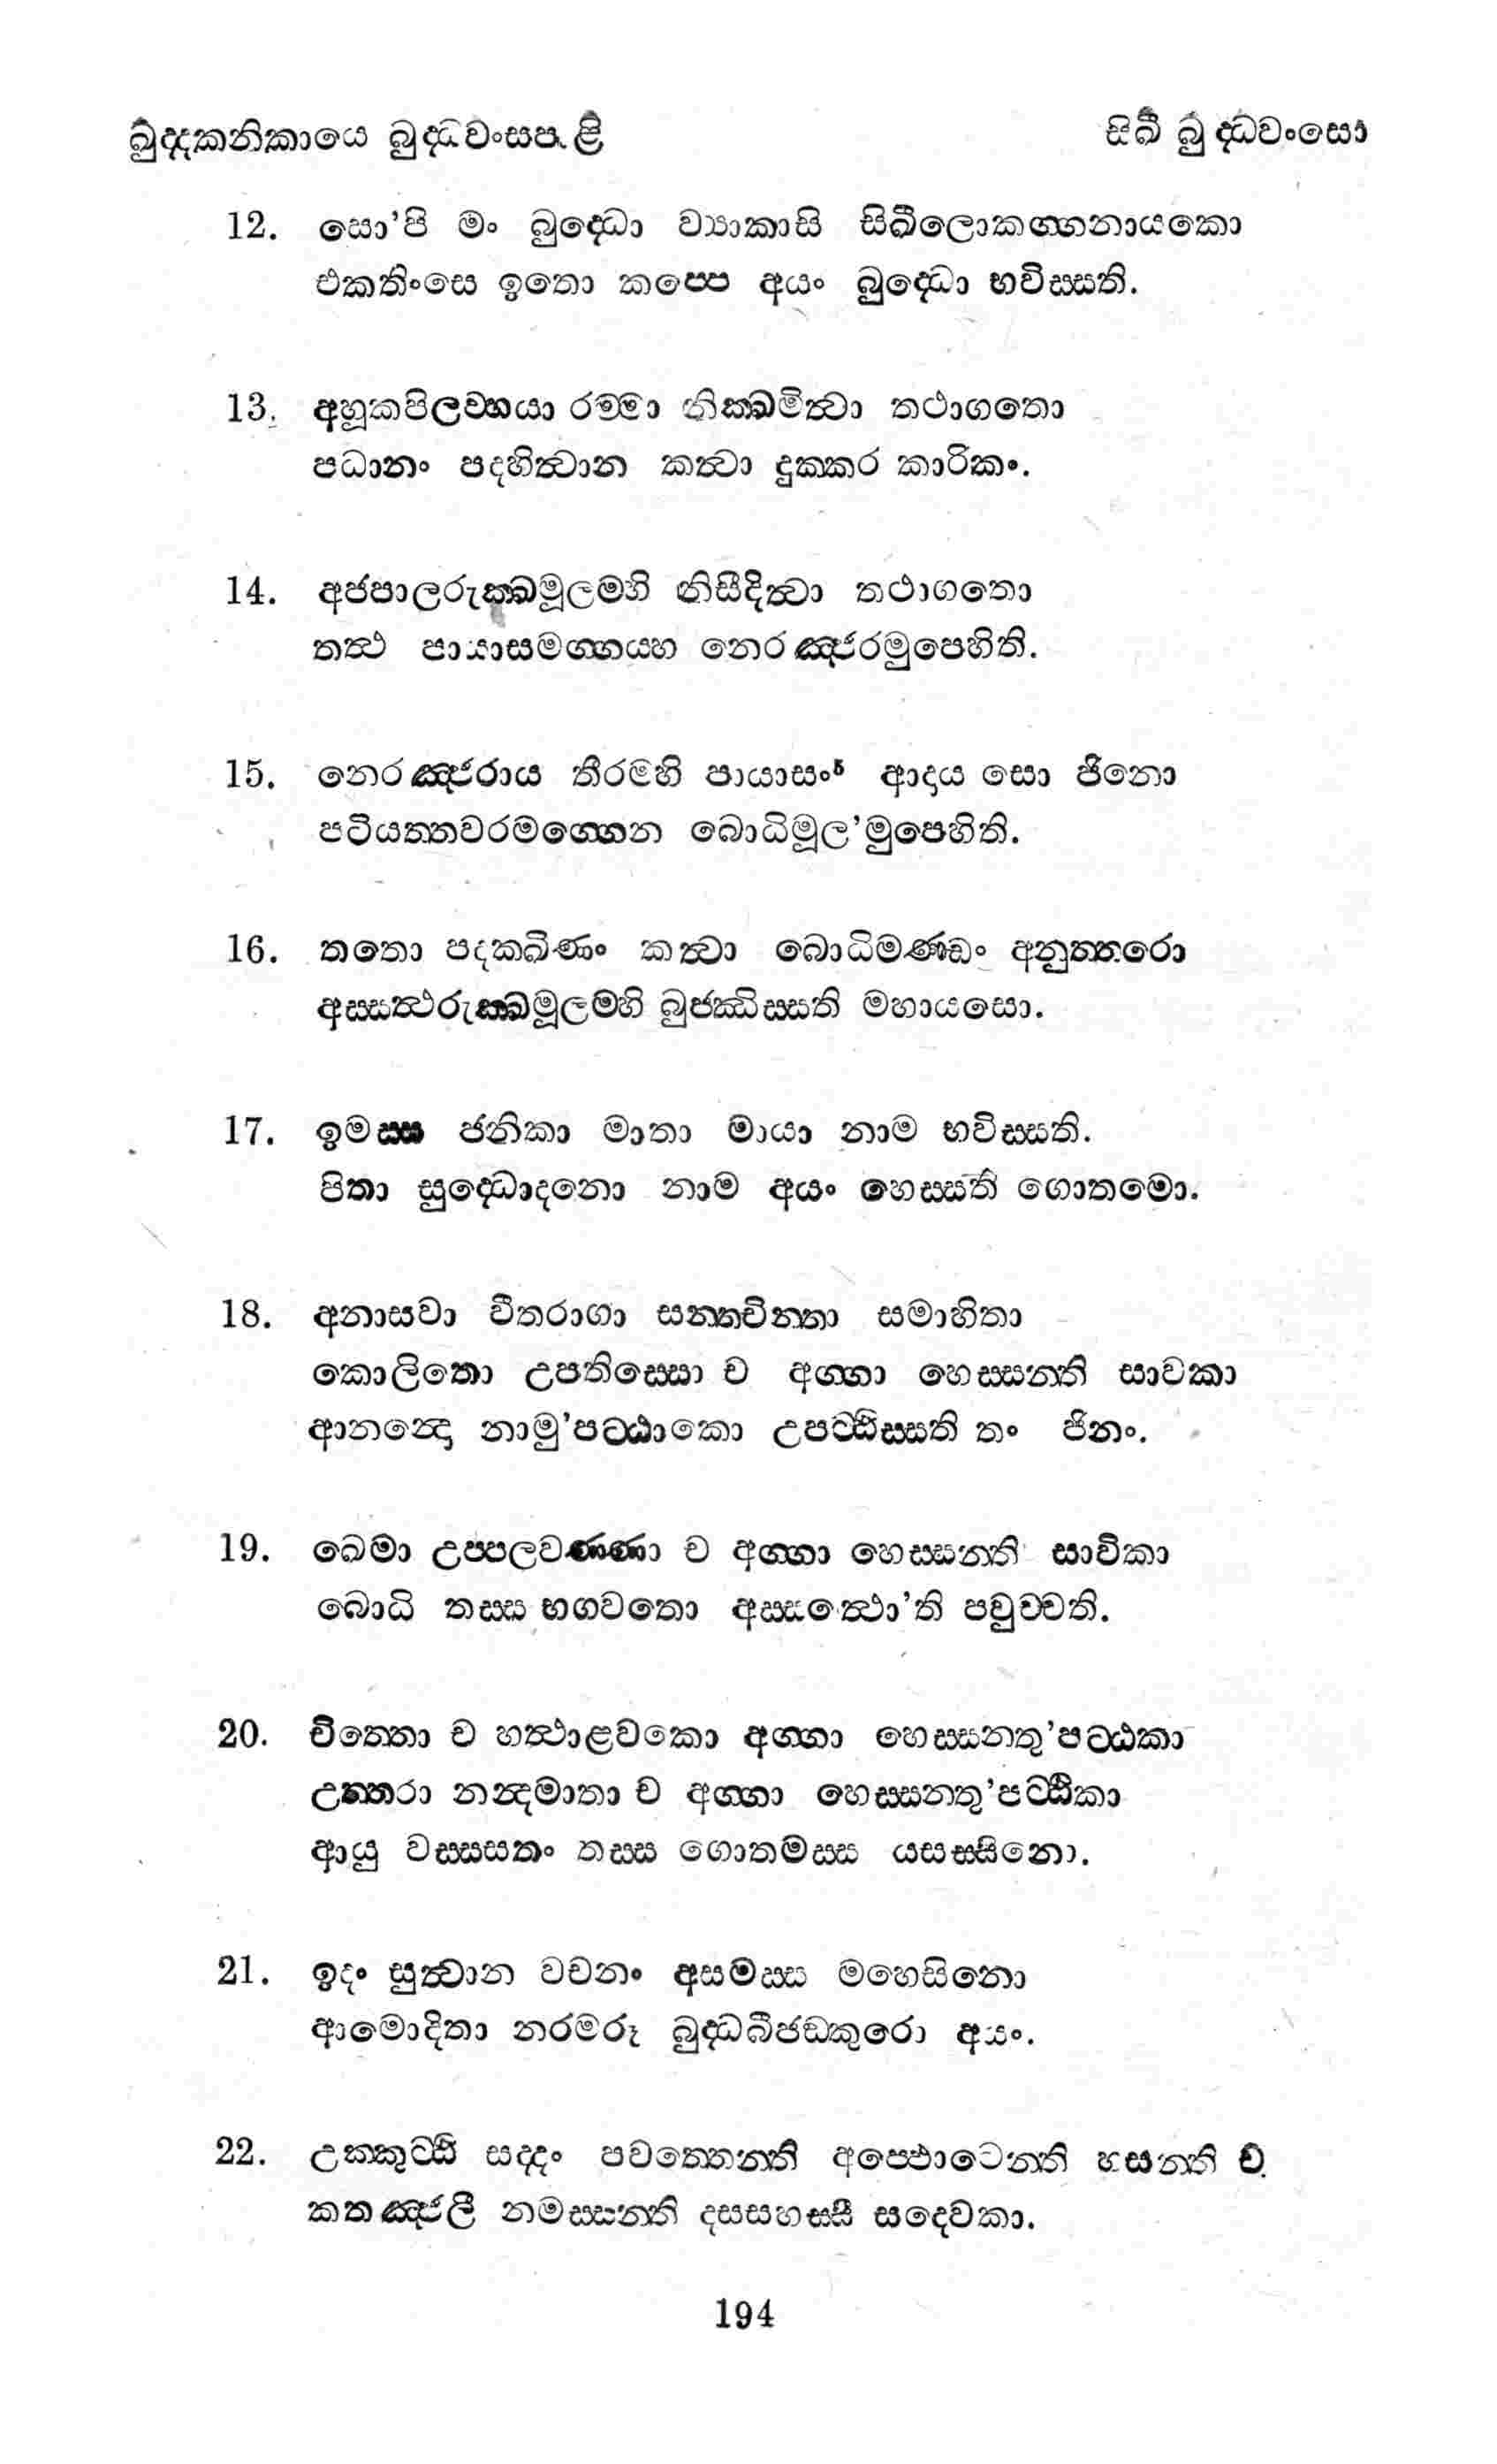 ඛුද්දකනිකායෙ බුද්ධවංසපාළි සිඛී බුද්ධවංසො
12. සො'පි මං බුද්ධො ව්‍යාකාසි සිඛීලොකග්ගනායකො
එකතිංසෙ ඉතො කප්පෙ අයං බුද්ධො භවිස්සති.
13. අහූකපිලව්හයා රම්මා නික්ඛමිත්වා තථාගතො
පධානං පදහිත්වාන කත්වා දුක්කර කාරිකං.
14. අජපාලරුක්ඛමූලම්හි නිසීදිත්වා තථාගතො
තත්ථ පායාසමග්ගය්හ නෙරඤ්ජරමුපෙහිති.
15. නෙරඤ්ජරාය තීරම්හි පායාසං⁵ ආදාය සො ජිනො
පටියත්තවරමග්ගෙන බොධිමූල'මුපෙහිති.
16. තතො පදක්ඛිණං කත්වා බොධිමණ්ඩං අනුත්තරො
අස්සත්ථරුක්ඛමූලම්හි බුජ්ඣිස්සති මහායසො.
17. ඉමස්ස ජනිකා මාතා මායා නාම භවිස්සති.
පිතා සුද්ධොදනො නාම අයං හෙස්සති ගොතමො.
18. අනාසවා වීතරාගා සන්තචිත්තා සමාහිතා
කොලිතො උපතිස්සො ච අග්ගා හෙස්සන්ති සාවකා
ආනන්දො නාමු'පට්ඨාකො උපට්ඨිස්සති තං ජිනං.
19. ඛෙමා උප්පලවණ්ණා ච අග්ගා හෙස්සන්ති සාවිකා
බොධි තස්ස භගවතො අස්සත්ථො'ති පවුච්චති.
20. චිත්තො ච හත්ථාළවකො අග්ගා හෙස්සන්තු'පට්ඨකා
උත්තරා නන්දමාතා ච අග්ගා හෙස්සන්තු'පට්ඨිකා
ආයු වස්සසතං තස්ස ගොතමස්ස යසස්සිනො.
21. ඉදං සුත්වාන වචනං අසමස්ස මහෙසිනො
ආමොදිතා නරමරූ බුද්ධබීජඞ්කුරො අයං.
22. උක්කුට්ඨි සද්දං පවත්තෙන්ති අප්ඵොටෙන්ති හසන්ති ච
කතඤ්ජලී නමස්සන්ති දසසහස්සී සදෙවකා.
194